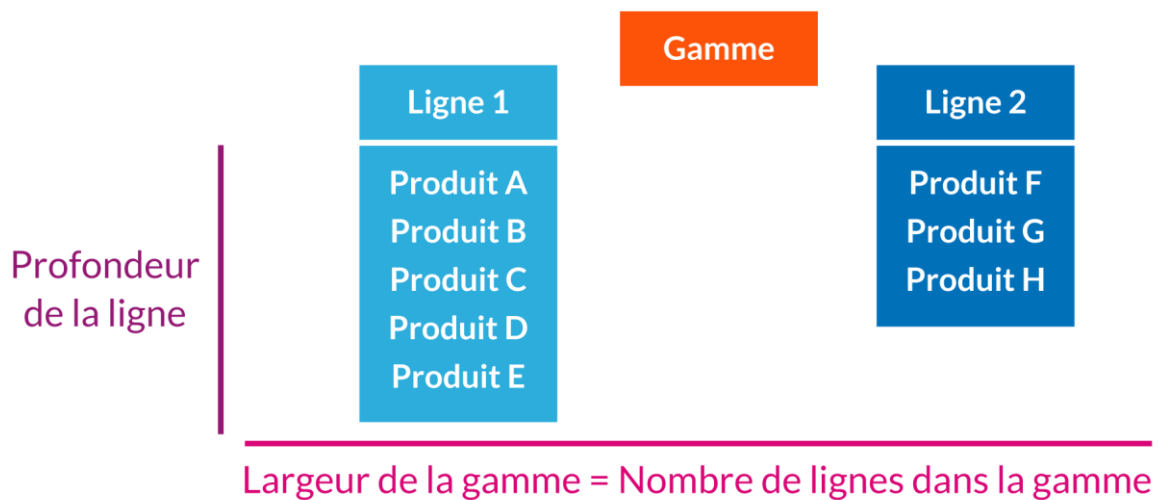 Gamme
Ligne 1
Ligne 2
Profondeur
de la ligne
Produit A
Produit B
Produit C
Produit D
Produit E
Produit F
Produit G
Produit H
Largeur de la gamme = Nombre de lignes dans la gamme